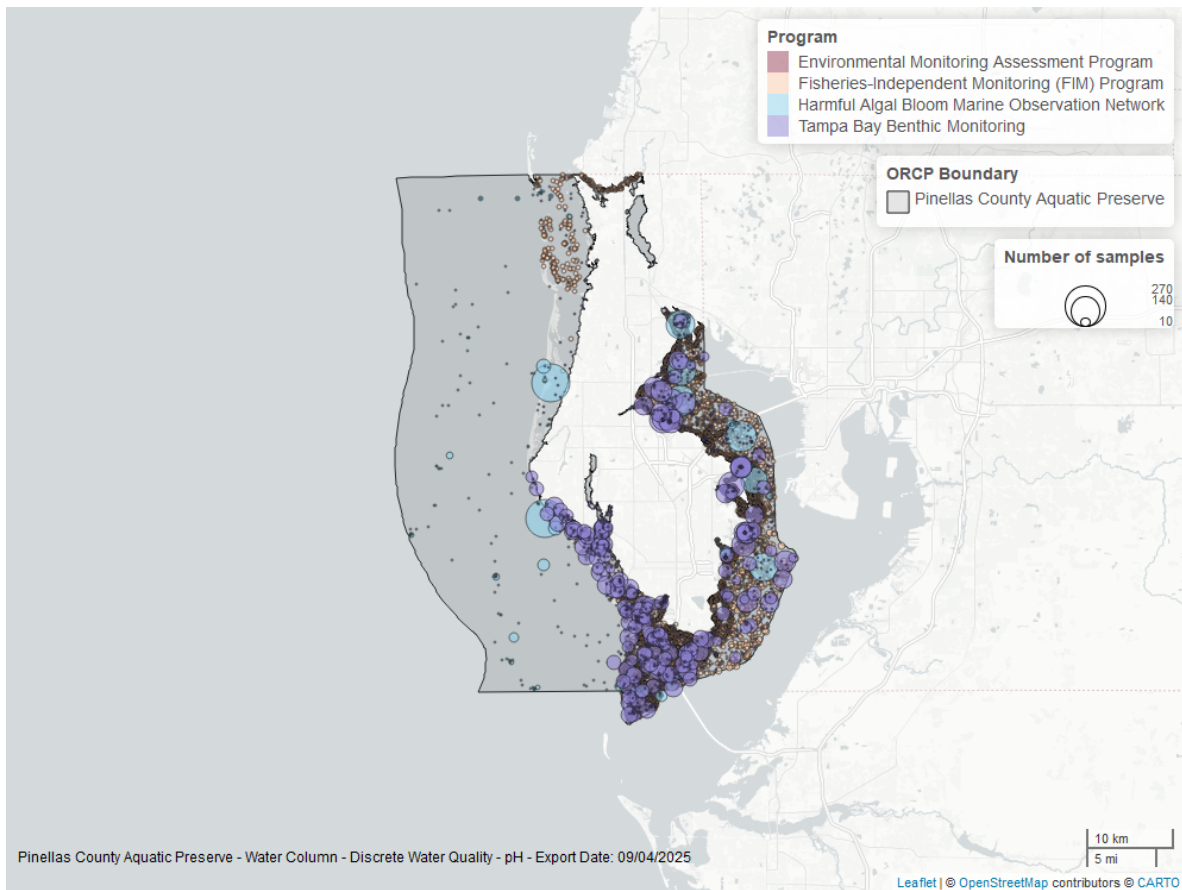 Program
Environmental Monitoring Assessment Program
Fisheries-Independent Monitoring (FIM) Program
Harmful Algal Bloom Marine Observation Network
Tampa Bay Benthic Monitoring
ORCP Boundary
Pinellas County Aquatic Preserve
Number of samples
270
140
10
10 km
5 mi
Pinellas County Aquatic Preserve - Water Column - Discrete Water Quality - pH - Export Date: 09/04/2025
Leaflet | © OpenStreetMap contributors © CARTO